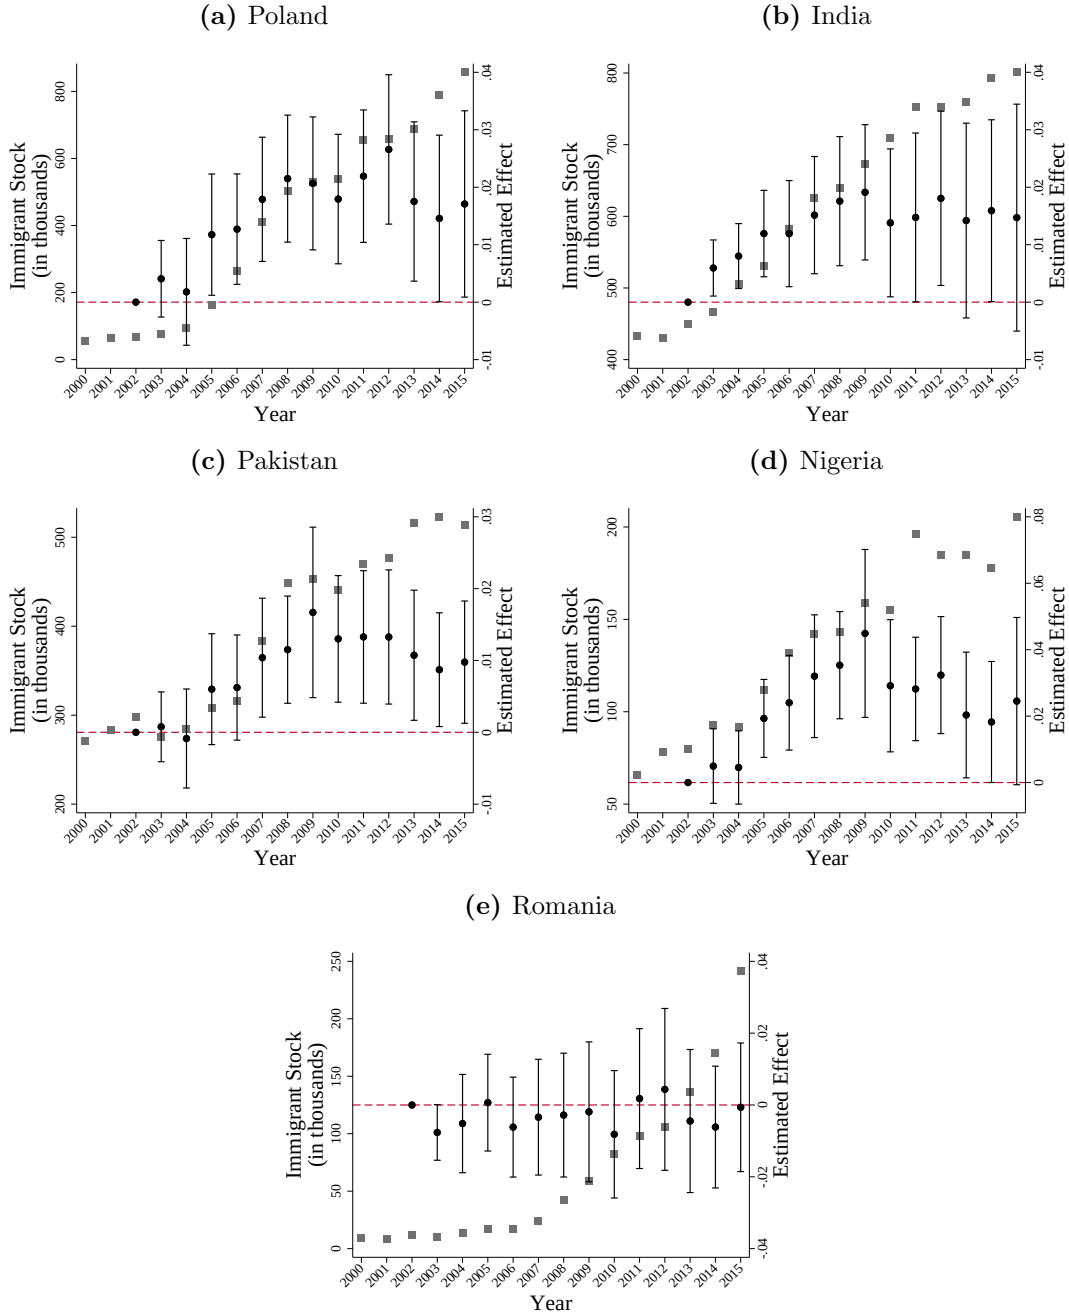 (a) Poland
Immigrant Stock
(in thousands)
0 200 400 600 800
-.01 0 .01 .02 .03 .04
Estimated Effect
2000 2001 2002 2003 2004 2005 2006 2007 2008 2009 2010 2011 2012 2013 2014 2015
Year
(b) India
Immigrant Stock
(in thousands)
400 500 600 700 800
-.01 0 .01 .02 .03 .04
Estimated Effect
2000 2001 2002 2003 2004 2005 2006 2007 2008 2009 2010 2011 2012 2013 2014 2015
Year
(c) Pakistan
Immigrant Stock
(in thousands)
200 300 400 500
-.01 0 .01 .02 .03
Estimated Effect
2000 2001 2002 2003 2004 2005 2006 2007 2008 2009 2010 2011 2012 2013 2014 2015
Year
(d) Nigeria
Immigrant Stock
(in thousands)
50 100 150 200
0 .02 .04 .06 .08
Estimated Effect
2000 2001 2002 2003 2004 2005 2006 2007 2008 2009 2010 2011 2012 2013 2014 2015
Year
(e) Romania
Immigrant Stock
(in thousands)
0 50 100 150 200 250
-.04 -.02 0 .02 .04
Estimated Effect
2000 2001 2002 2003 2004 2005 2006 2007 2008 2009 2010 2011 2012 2013 2014 2015
Year